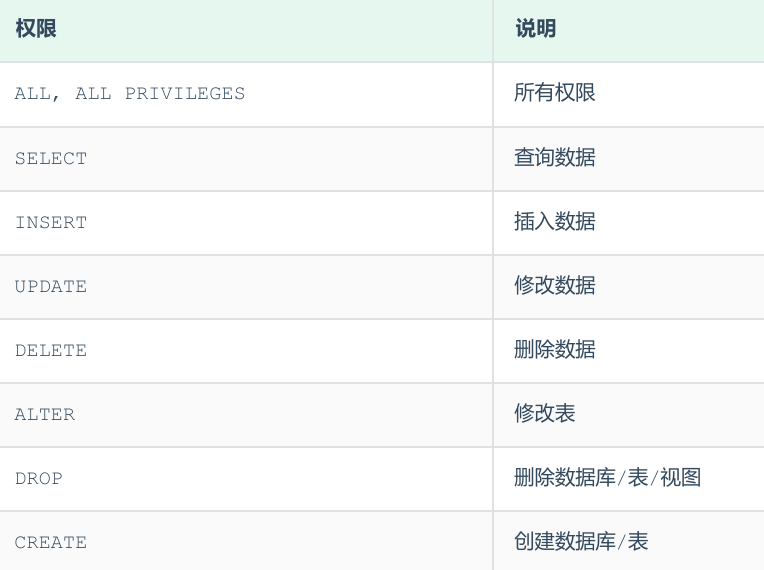 权限 说明
ALL, ALL PRIVILEGES 所有权限
SELECT 查询数据
INSERT 插入数据
UPDATE 修改数据
DELETE 删除数据
ALTER 修改表
DROP 删除数据库/表/视图
CREATE 创建数据库/表